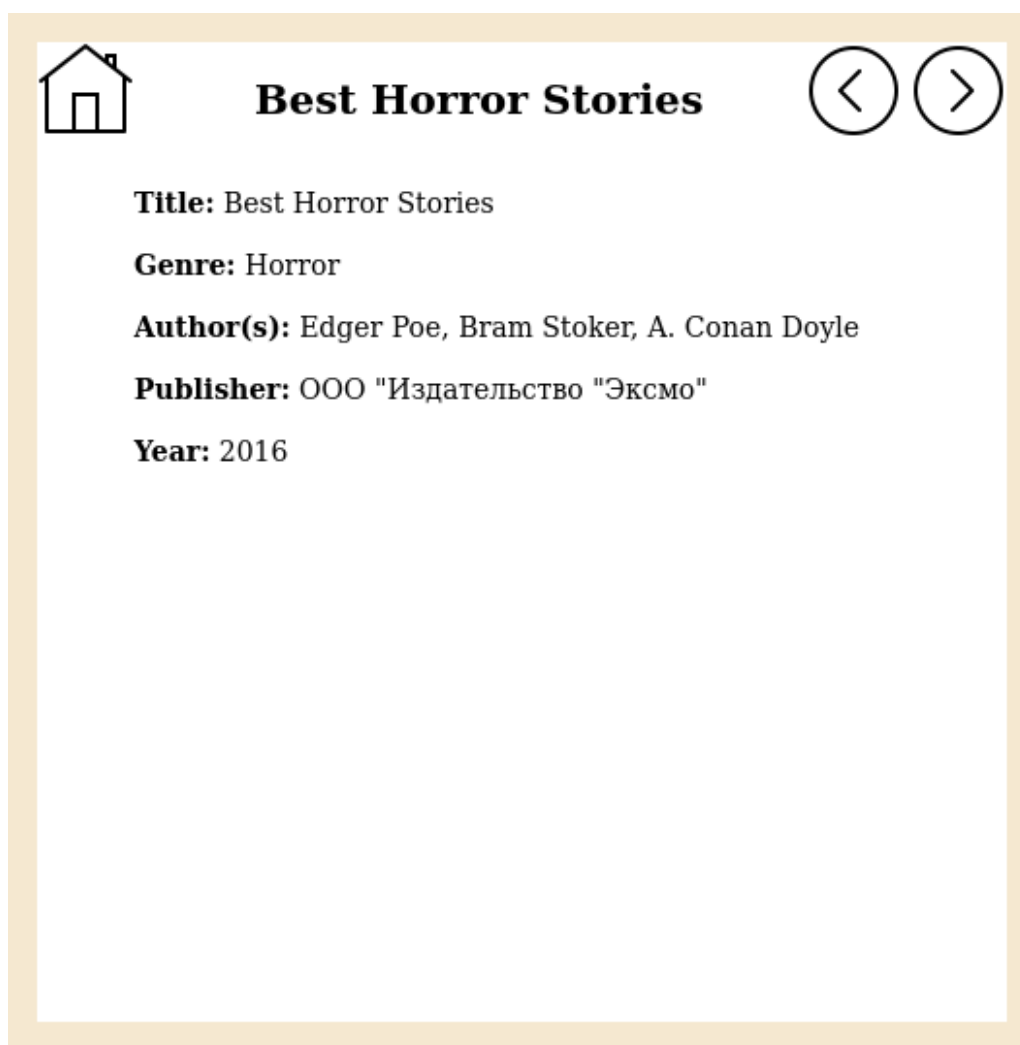 Best Horror Stories
Title: Best Horror Stories
Genre: Horror
Author(s): Edger Poe, Bram Stoker, A. Conan Doyle
Publisher: ООО "Издательство "Эксмо"
Year: 2016